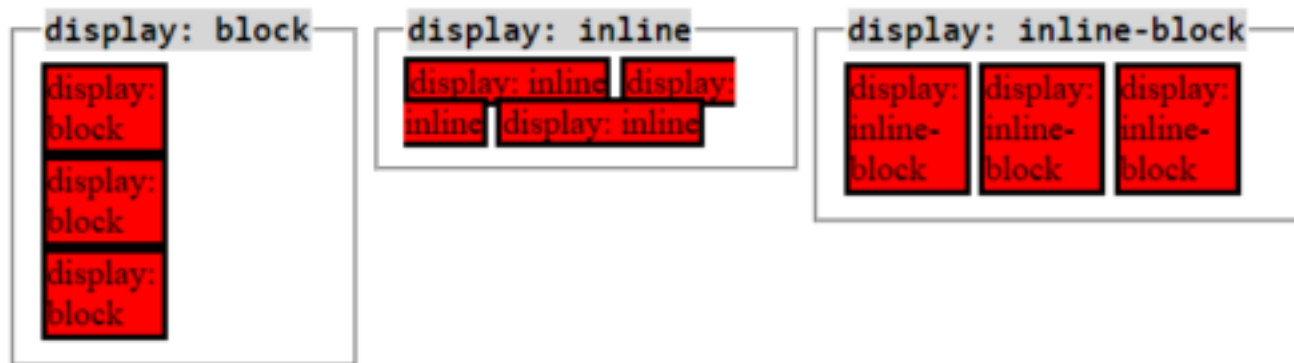 display: block
display:
block
display:
block
display:
block
display: inline
display: inline display:
inline display: inline
display: inline-block
display: display: display:
inline- inline- inline-
block block block